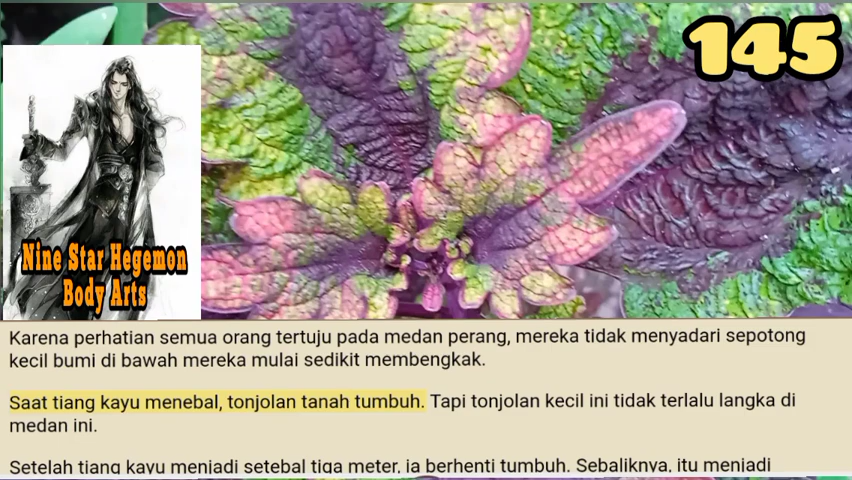 145
Nine Star Hegemon
Body Arts
Karena perhatian semua orang tertuju pada medan perang, mereka tidak menyadari sepotong
kecil bumi di bawah mereka mulai sedikit membengkak.
Saat tiang kayu menebal, tonjolan tanah tumbuh. Tapi tonjolan kecil ini tidak terlalu langka di
medan ini.
Setelah tiang kayu menjadi setebal tiga meter, ia berhenti tumbuh. Sebaliknya, itu menjadi